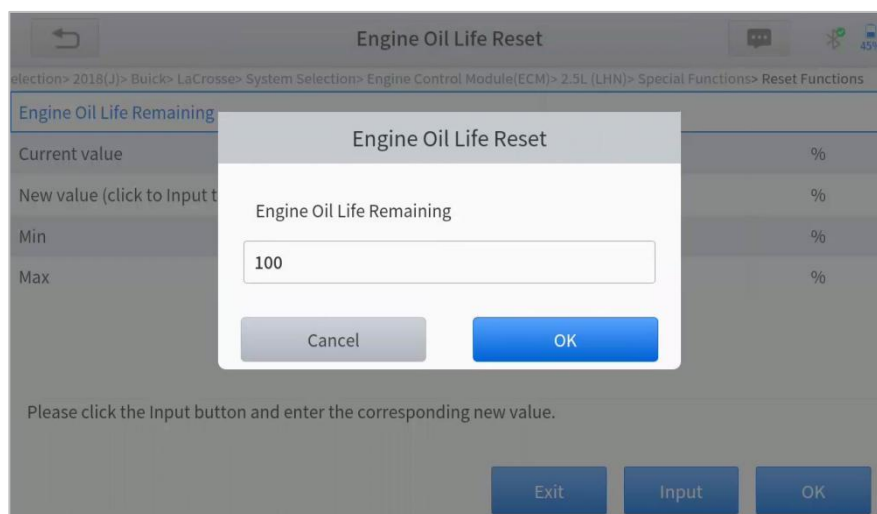 Engine Oil Life Reset
45%
election> 2018(J)> Buick> LaCrosse> System Selection> Engine Control Module(ECM)> 2.5L (LHN)> Special Functions> Reset Functions
Engine Oil Life Remaining
Current value %
New value (click to Input t %
Min %
Max %
Engine Oil Life Reset
Engine Oil Life Remaining
100
Cancel OK
Please click the Input button and enter the corresponding new value.
Exit Input OK